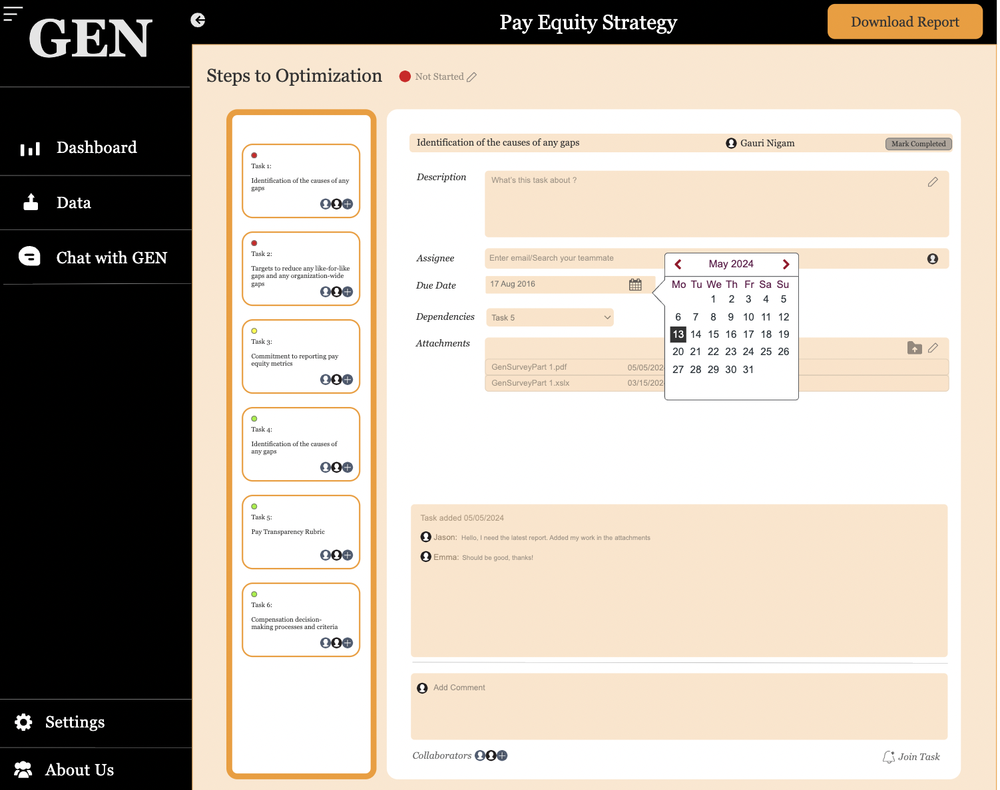 GEN
Pay Equity Strategy
Download Report
Dashboard
Data
Chat with GEN
Settings
About Us
Steps to Optimization
Not Started
Task 1:
Identification of the causes of any
gaps
Task 2:
Targets to reduce any like-for-like
gaps and any organization-wide
gaps
Task 3:
Commitment to reporting pay
equity metrics
Task 4:
Identification of the causes of
any gaps
Task 5:
Pay Transparency Rubric
Task 6:
Compensation decision-
making processes and criteria
Identification of the causes of any gaps
Gauri Nigam
Mark Completed
Description
What's this task about ?
Assignee
Enter email/Search your teammate
Due Date
17 Aug 2016
Dependencies
Task 5
Attachments
GenSurveyPart 1.pdf 05/05/202
GenSurveyPart 1.xslx 03/15/202
May 2024
Mo Tu We Th Fr Sa Su
1 2 3 4 5
6 7 8 9 10 11 12
13 14 15 16 17 18 19
20 21 22 23 24 25 26
27 28 29 30 31
Task added 05/05/2024
Jason: Hello, I need the latest report. Added my work in the attachments
Emma: Should be good, thanks!
Add Comment
Collaborators
Join Task